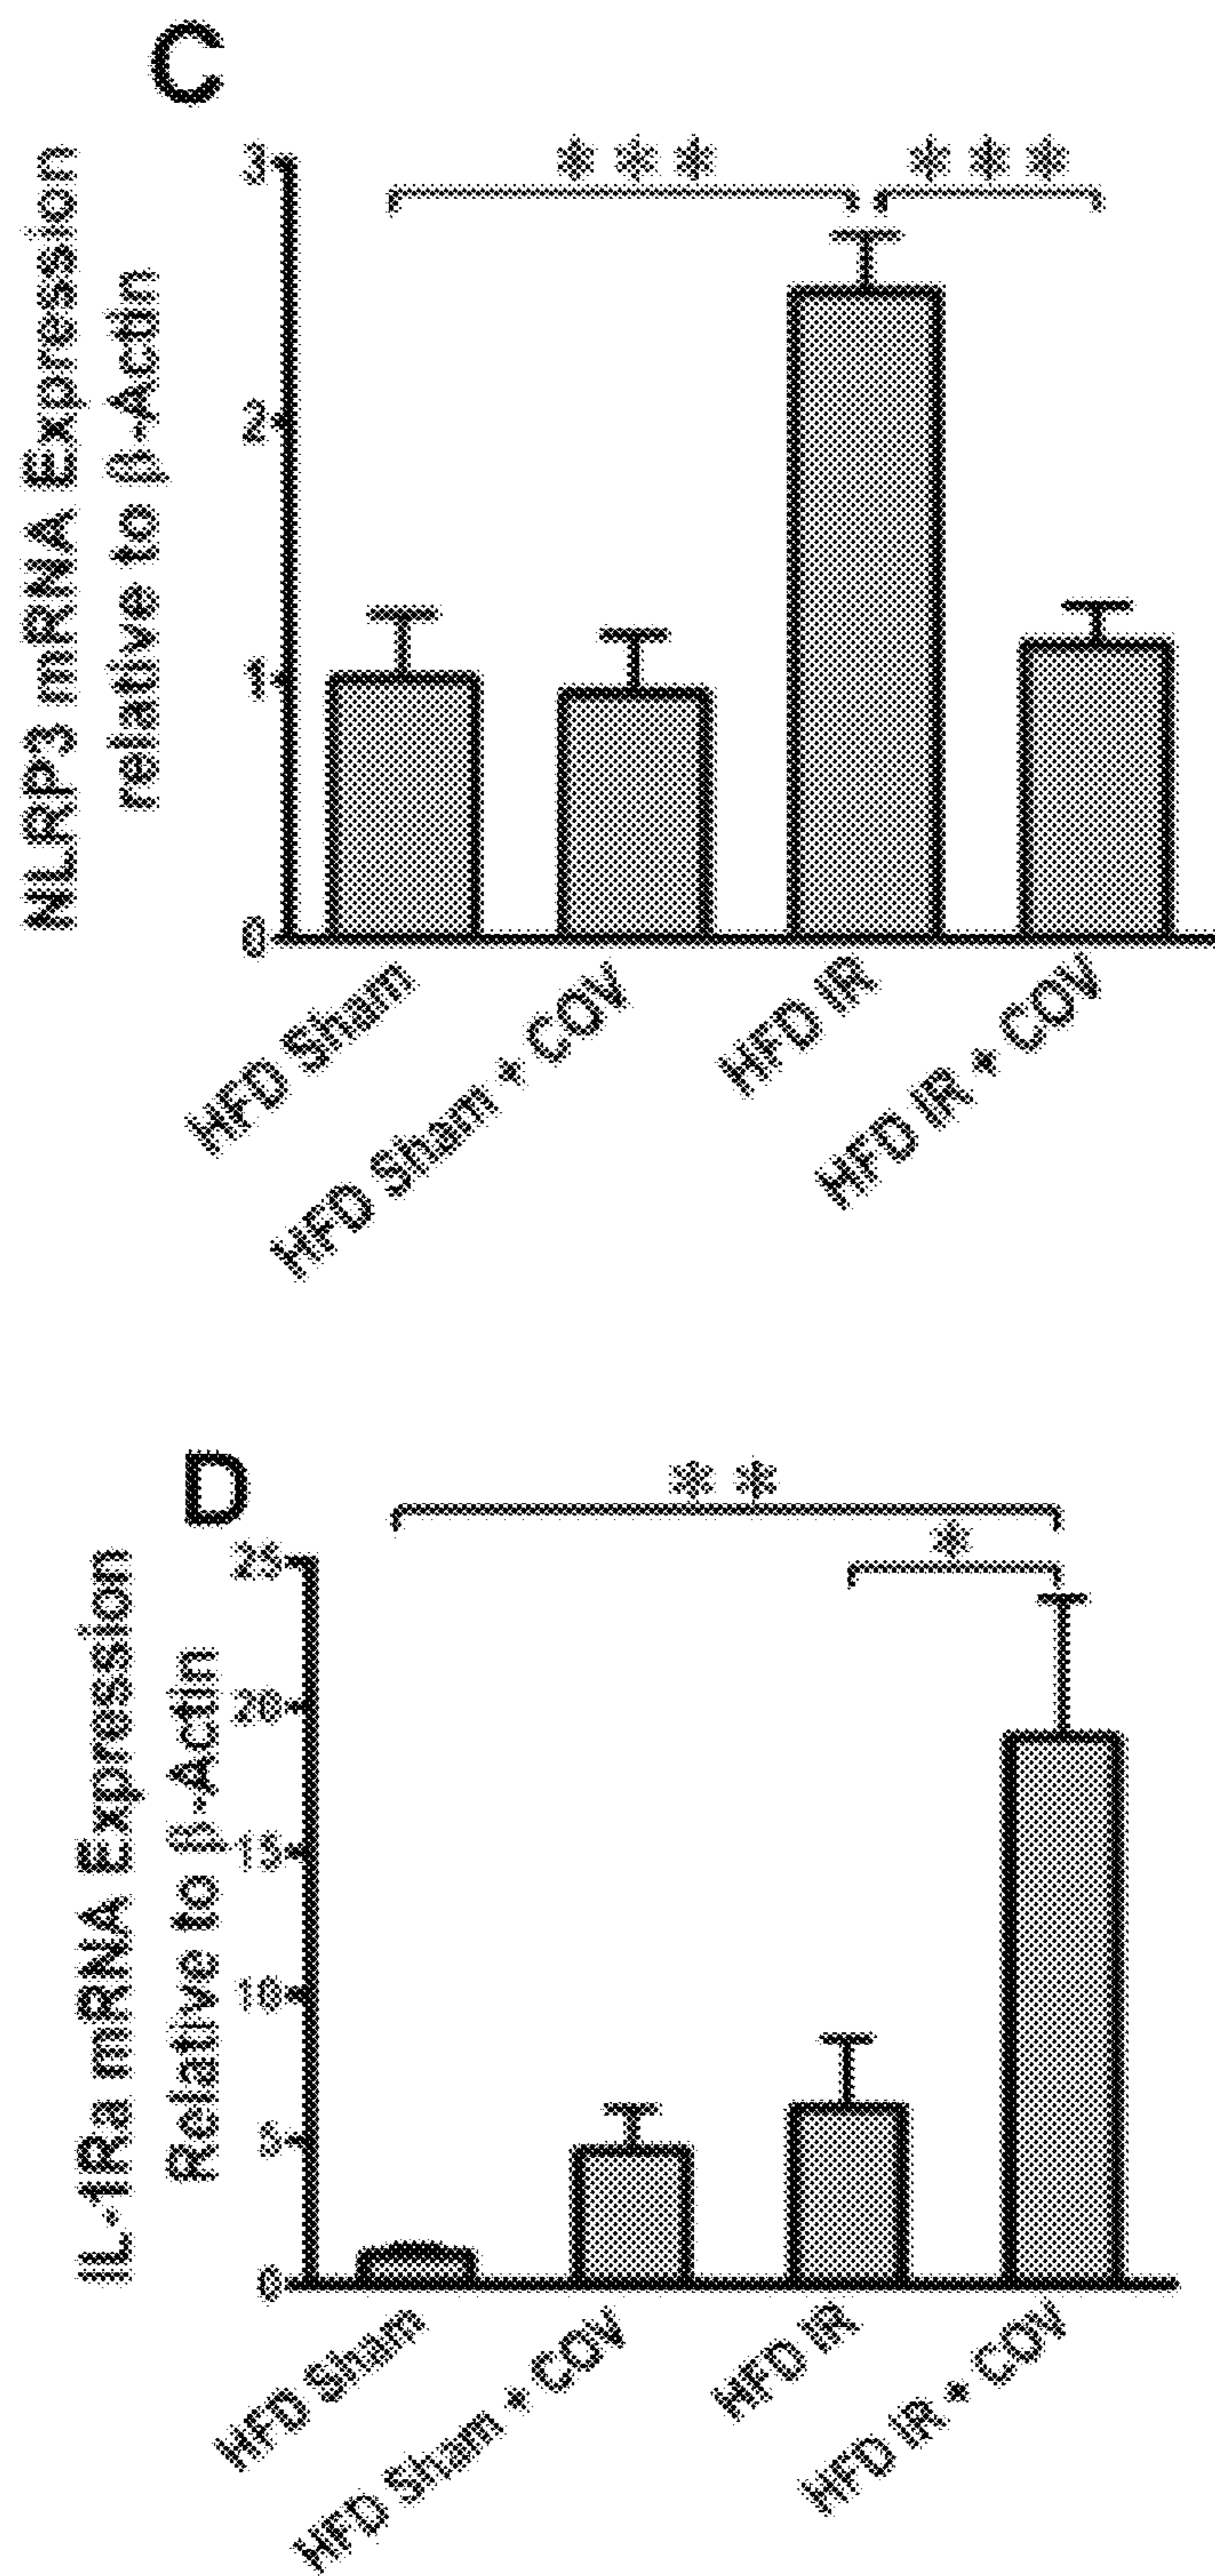 C
NLRP3 mRNA Expression
relative to β-Actin
3
2
1
0
***
***
HFD Sham
HFD Sham + COV
HFD IR
HFD IR + COV
D
IL-1Ra mRNA Expression
Relative to β-Actin
25
20
15
10
5
0
**
*
HFD Sham
HFD Sham + COV
HFD IR
HFD IR + COV